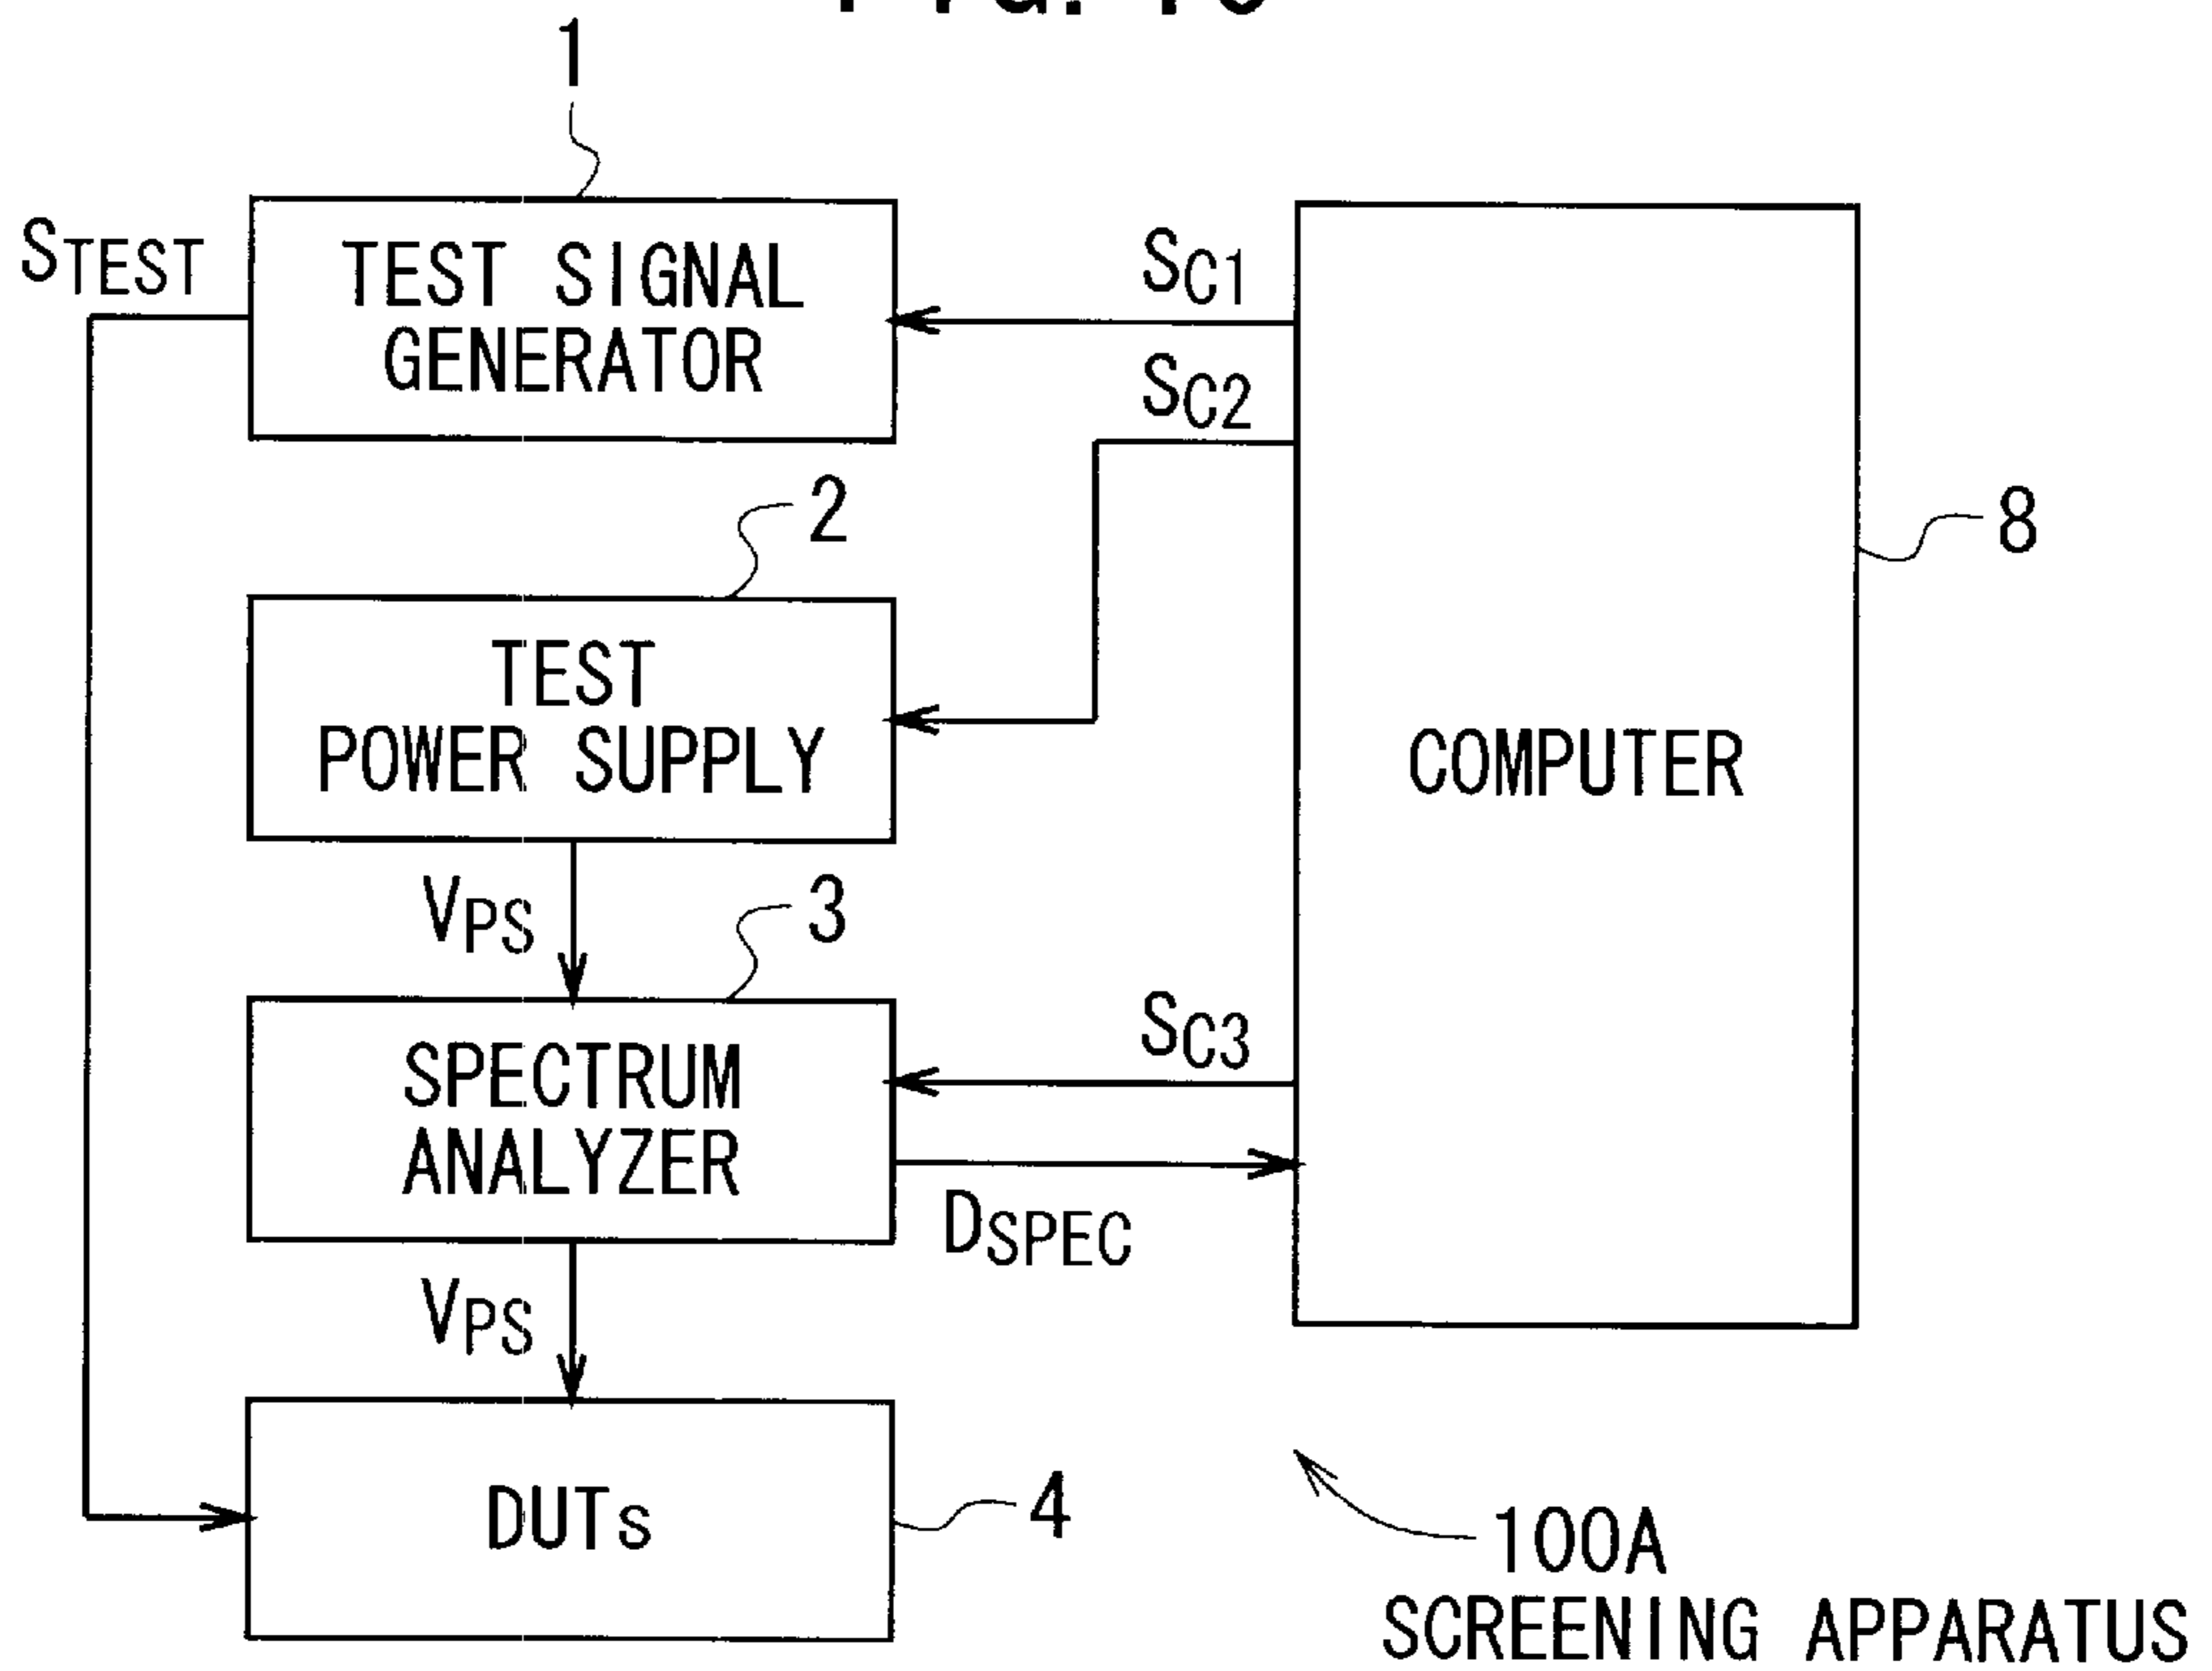 1
STEST
TEST SIGNAL
GENERATOR
SC1
SC2
2
8
TEST
POWER SUPPLY
COMPUTER
VPS
3
SC3
SPECTRUM
ANALYZER
DSPEC
VPS
DUTs
4
100A
SCREENING APPARATUS